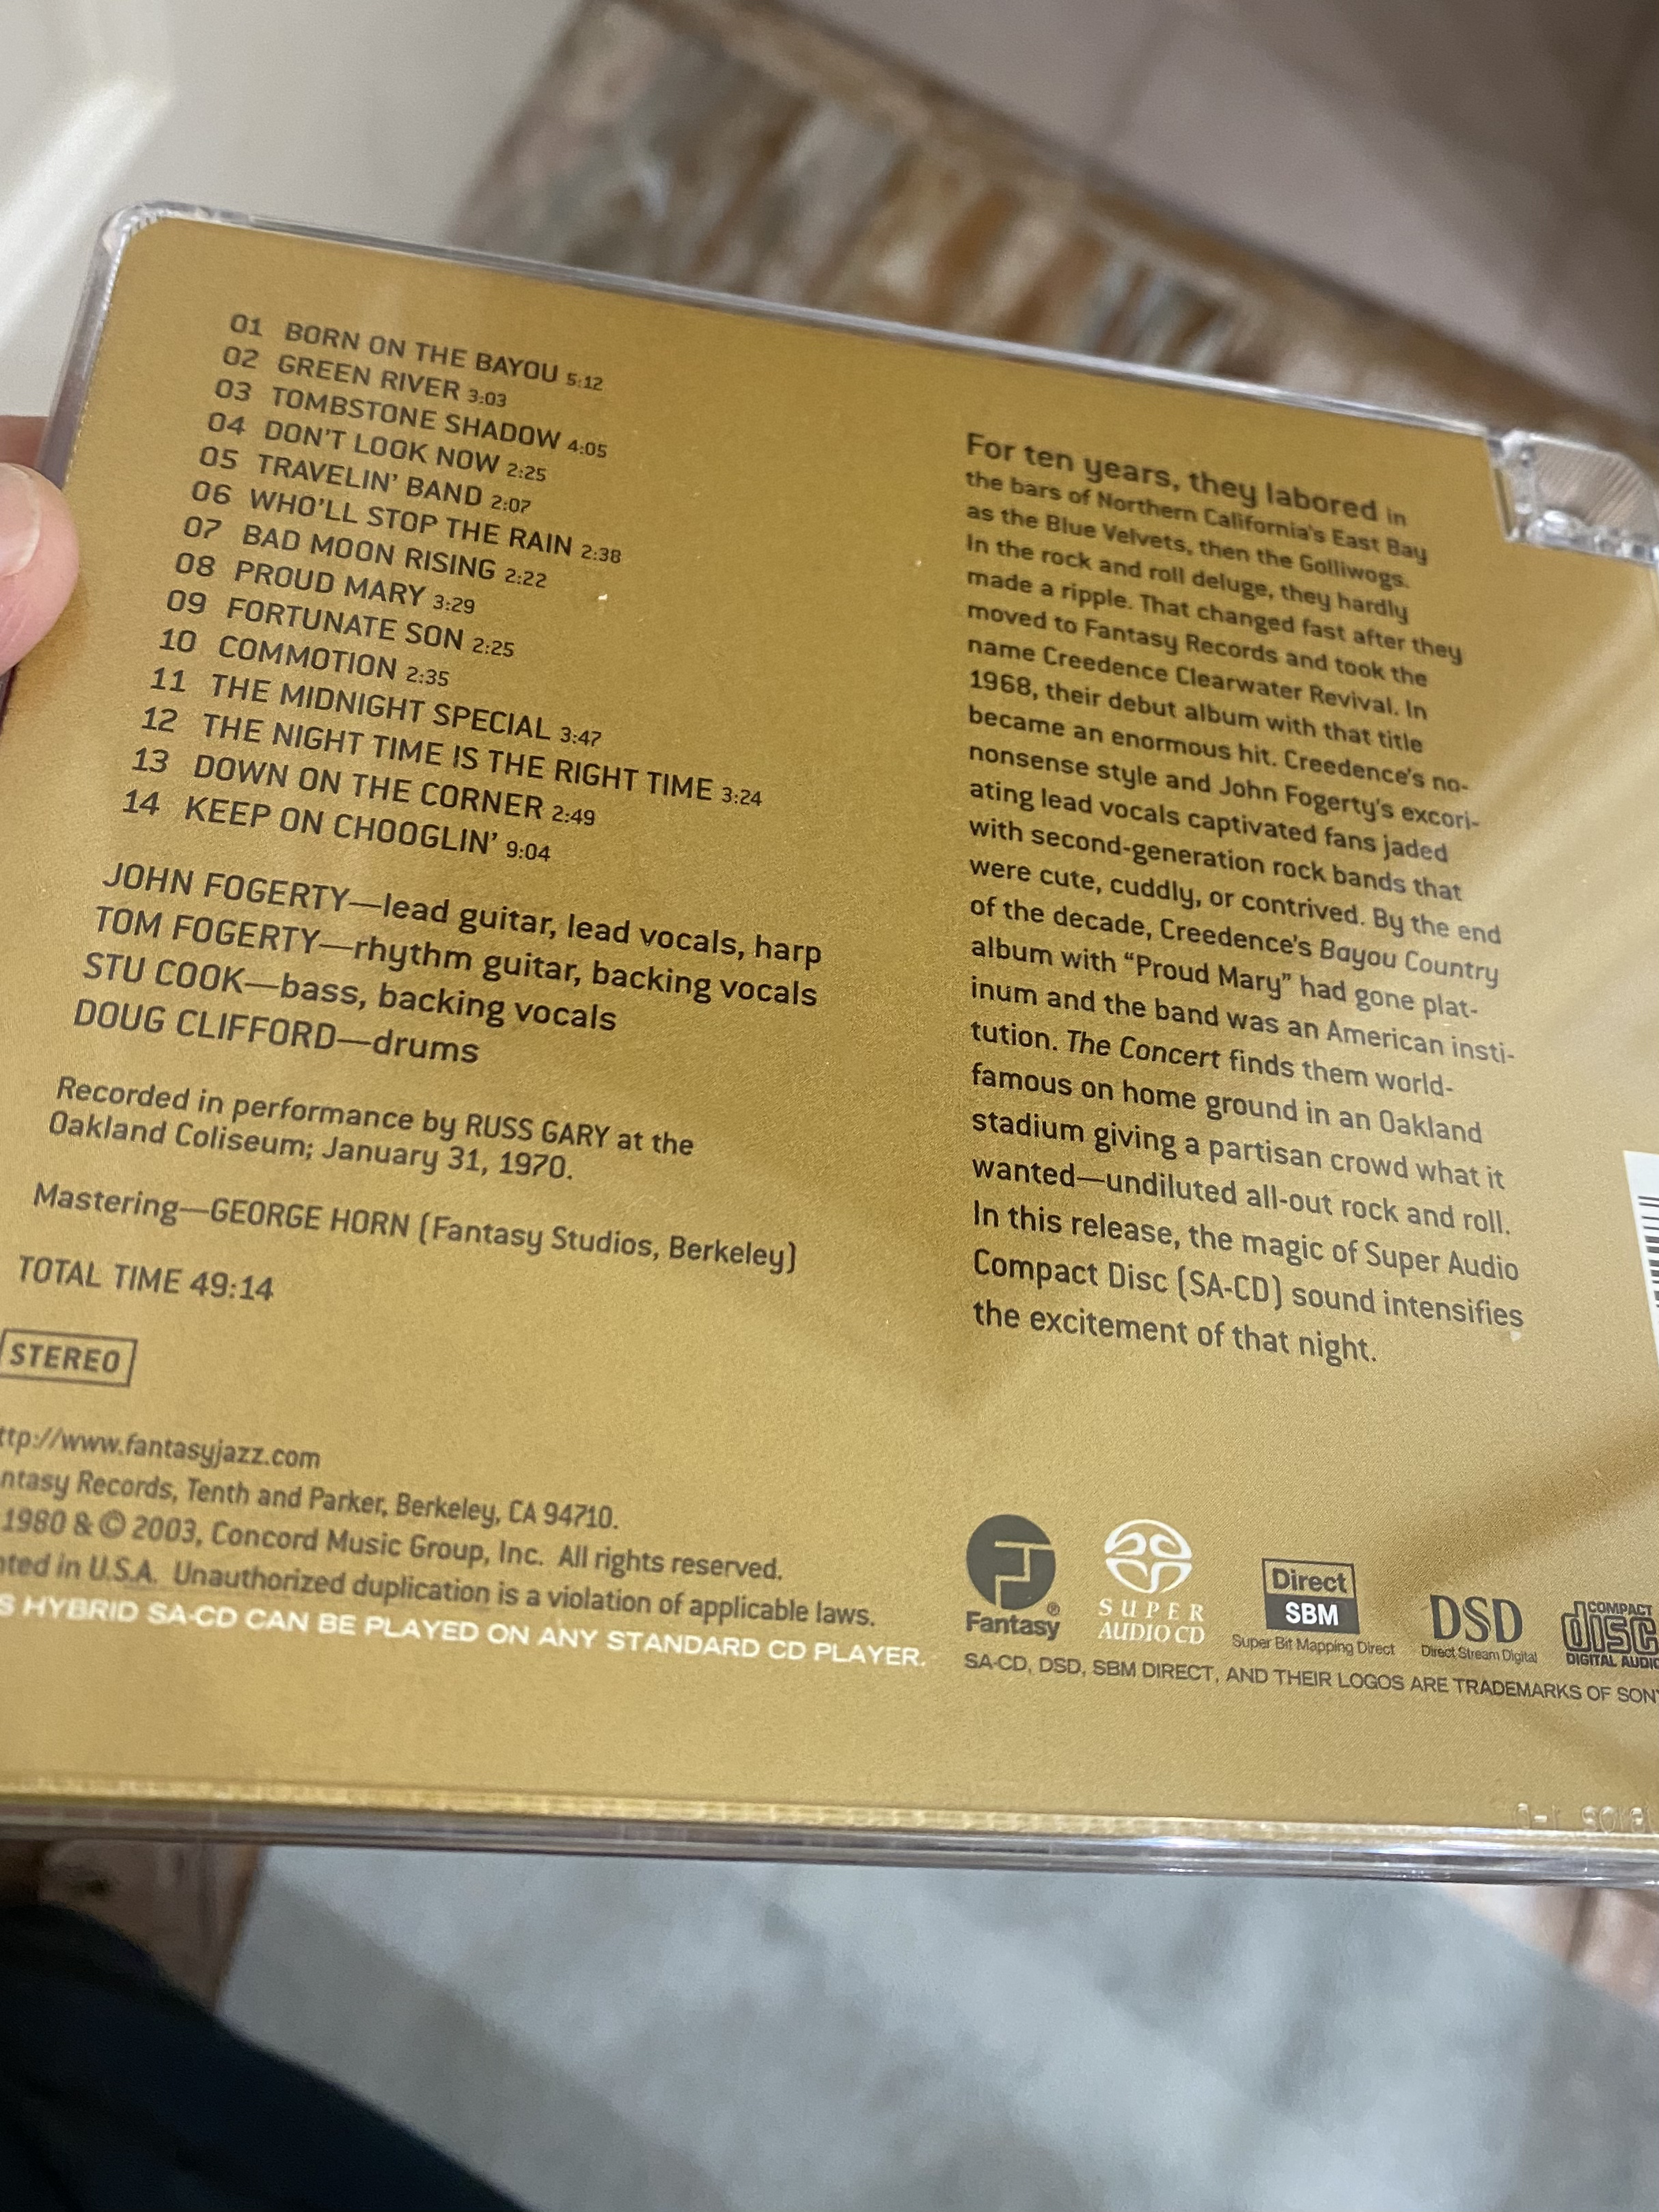 01 BORN ON THE BAYOU 5:12
02 GREEN RIVER 3:03
03 TOMBSTONE SHADOW 4:05
04 DON'T LOOK NOW 2:25
05 TRAVELIN' BAND 2:07
06 WHO'LL STOP THE RAIN 2:38
07 BAD MOON RISING 2:22
08 PROUD MARY 3:29
09 FORTUNATE SON 2:25
10 COMMOTION 2:35
11 THE MIDNIGHT SPECIAL 3:47
12 THE NIGHT TIME IS THE RIGHT TIME 3:24
13 DOWN ON THE CORNER 2:49
14 KEEP ON CHOOGLIN' 9:04
JOHN FOGERTY—lead guitar, lead vocals, harp
TOM FOGERTY—rhythm guitar, backing vocals
STU COOK—bass, backing vocals
DOUG CLIFFORD—drums
Recorded in performance by RUSS GARY at the
Oakland Coliseum; January 31, 1970.
Mastering—GEORGE HORN (Fantasy Studios, Berkeley)
TOTAL TIME 49:14
STEREO
ttp://www.fantasyjazz.com
ntasy Records, Tenth and Parker, Berkeley, CA 94710.
1980 & © 2003, Concord Music Group, Inc. All rights reserved.
nted in U.S.A. Unauthorized duplication is a violation of applicable laws.
S HYBRID SA-CD CAN BE PLAYED ON ANY STANDARD CD PLAYER.
For ten years, they labored in
the bars of Northern California's East Bay
as the Blue Velvets, then the Golliwogs.
In the rock and roll deluge, they hardly
made a ripple. That changed fast after they
moved to Fantasy Records and took the
name Creedence Clearwater Revival. In
1968, their debut album with that title
became an enormous hit. Creedence's no-
nonsense style and John Fogerty's excori-
ating lead vocals captivated fans jaded
with second-generation rock bands that
were cute, cuddly, or contrived. By the end
of the decade, Creedence's Bayou Country
album with "Proud Mary" had gone plat-
inum and the band was an American insti-
tution. The Concert finds them world-
famous on home ground in an Oakland
stadium giving a partisan crowd what it
wanted—undiluted all-out rock and roll.
In this release, the magic of Super Audio
Compact Disc (SA-CD) sound intensifies
the excitement of that night.
Fantasy®
SUPER
AUDIO CD
Direct
SBM
Super Bit Mapping Direct
DSD
Direct Stream Digital
COMPACT
disc
DIGITAL AUDIO
SA-CD, DSD, SBM DIRECT, AND THEIR LOGOS ARE TRADEMARKS OF SONY